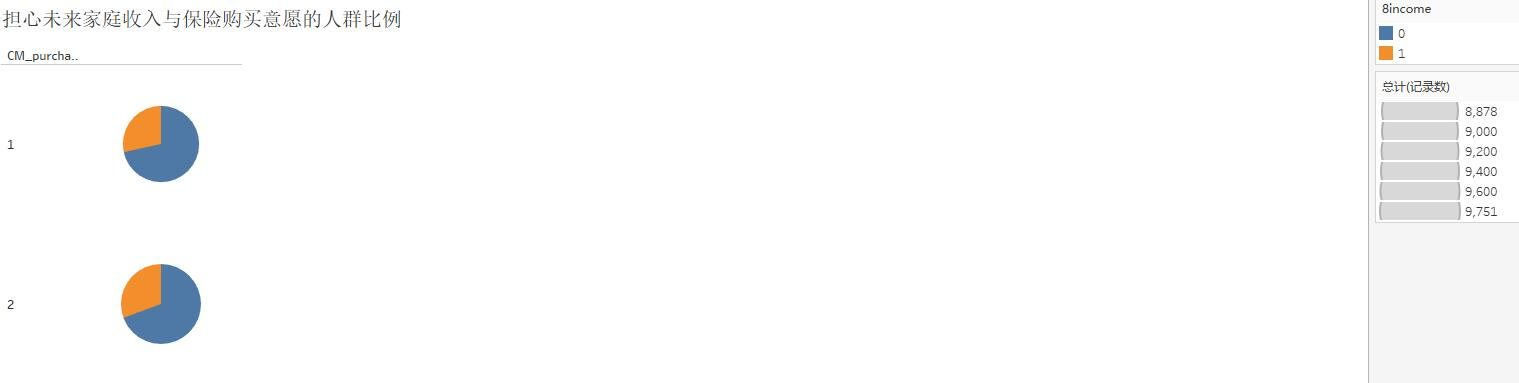 担心未来家庭收入与保险购买意愿的人群比例
CM_purcha..
1
2
8income
0
1
总计(记录数)
8,878
9,000
9,200
9,400
9,600
9,751